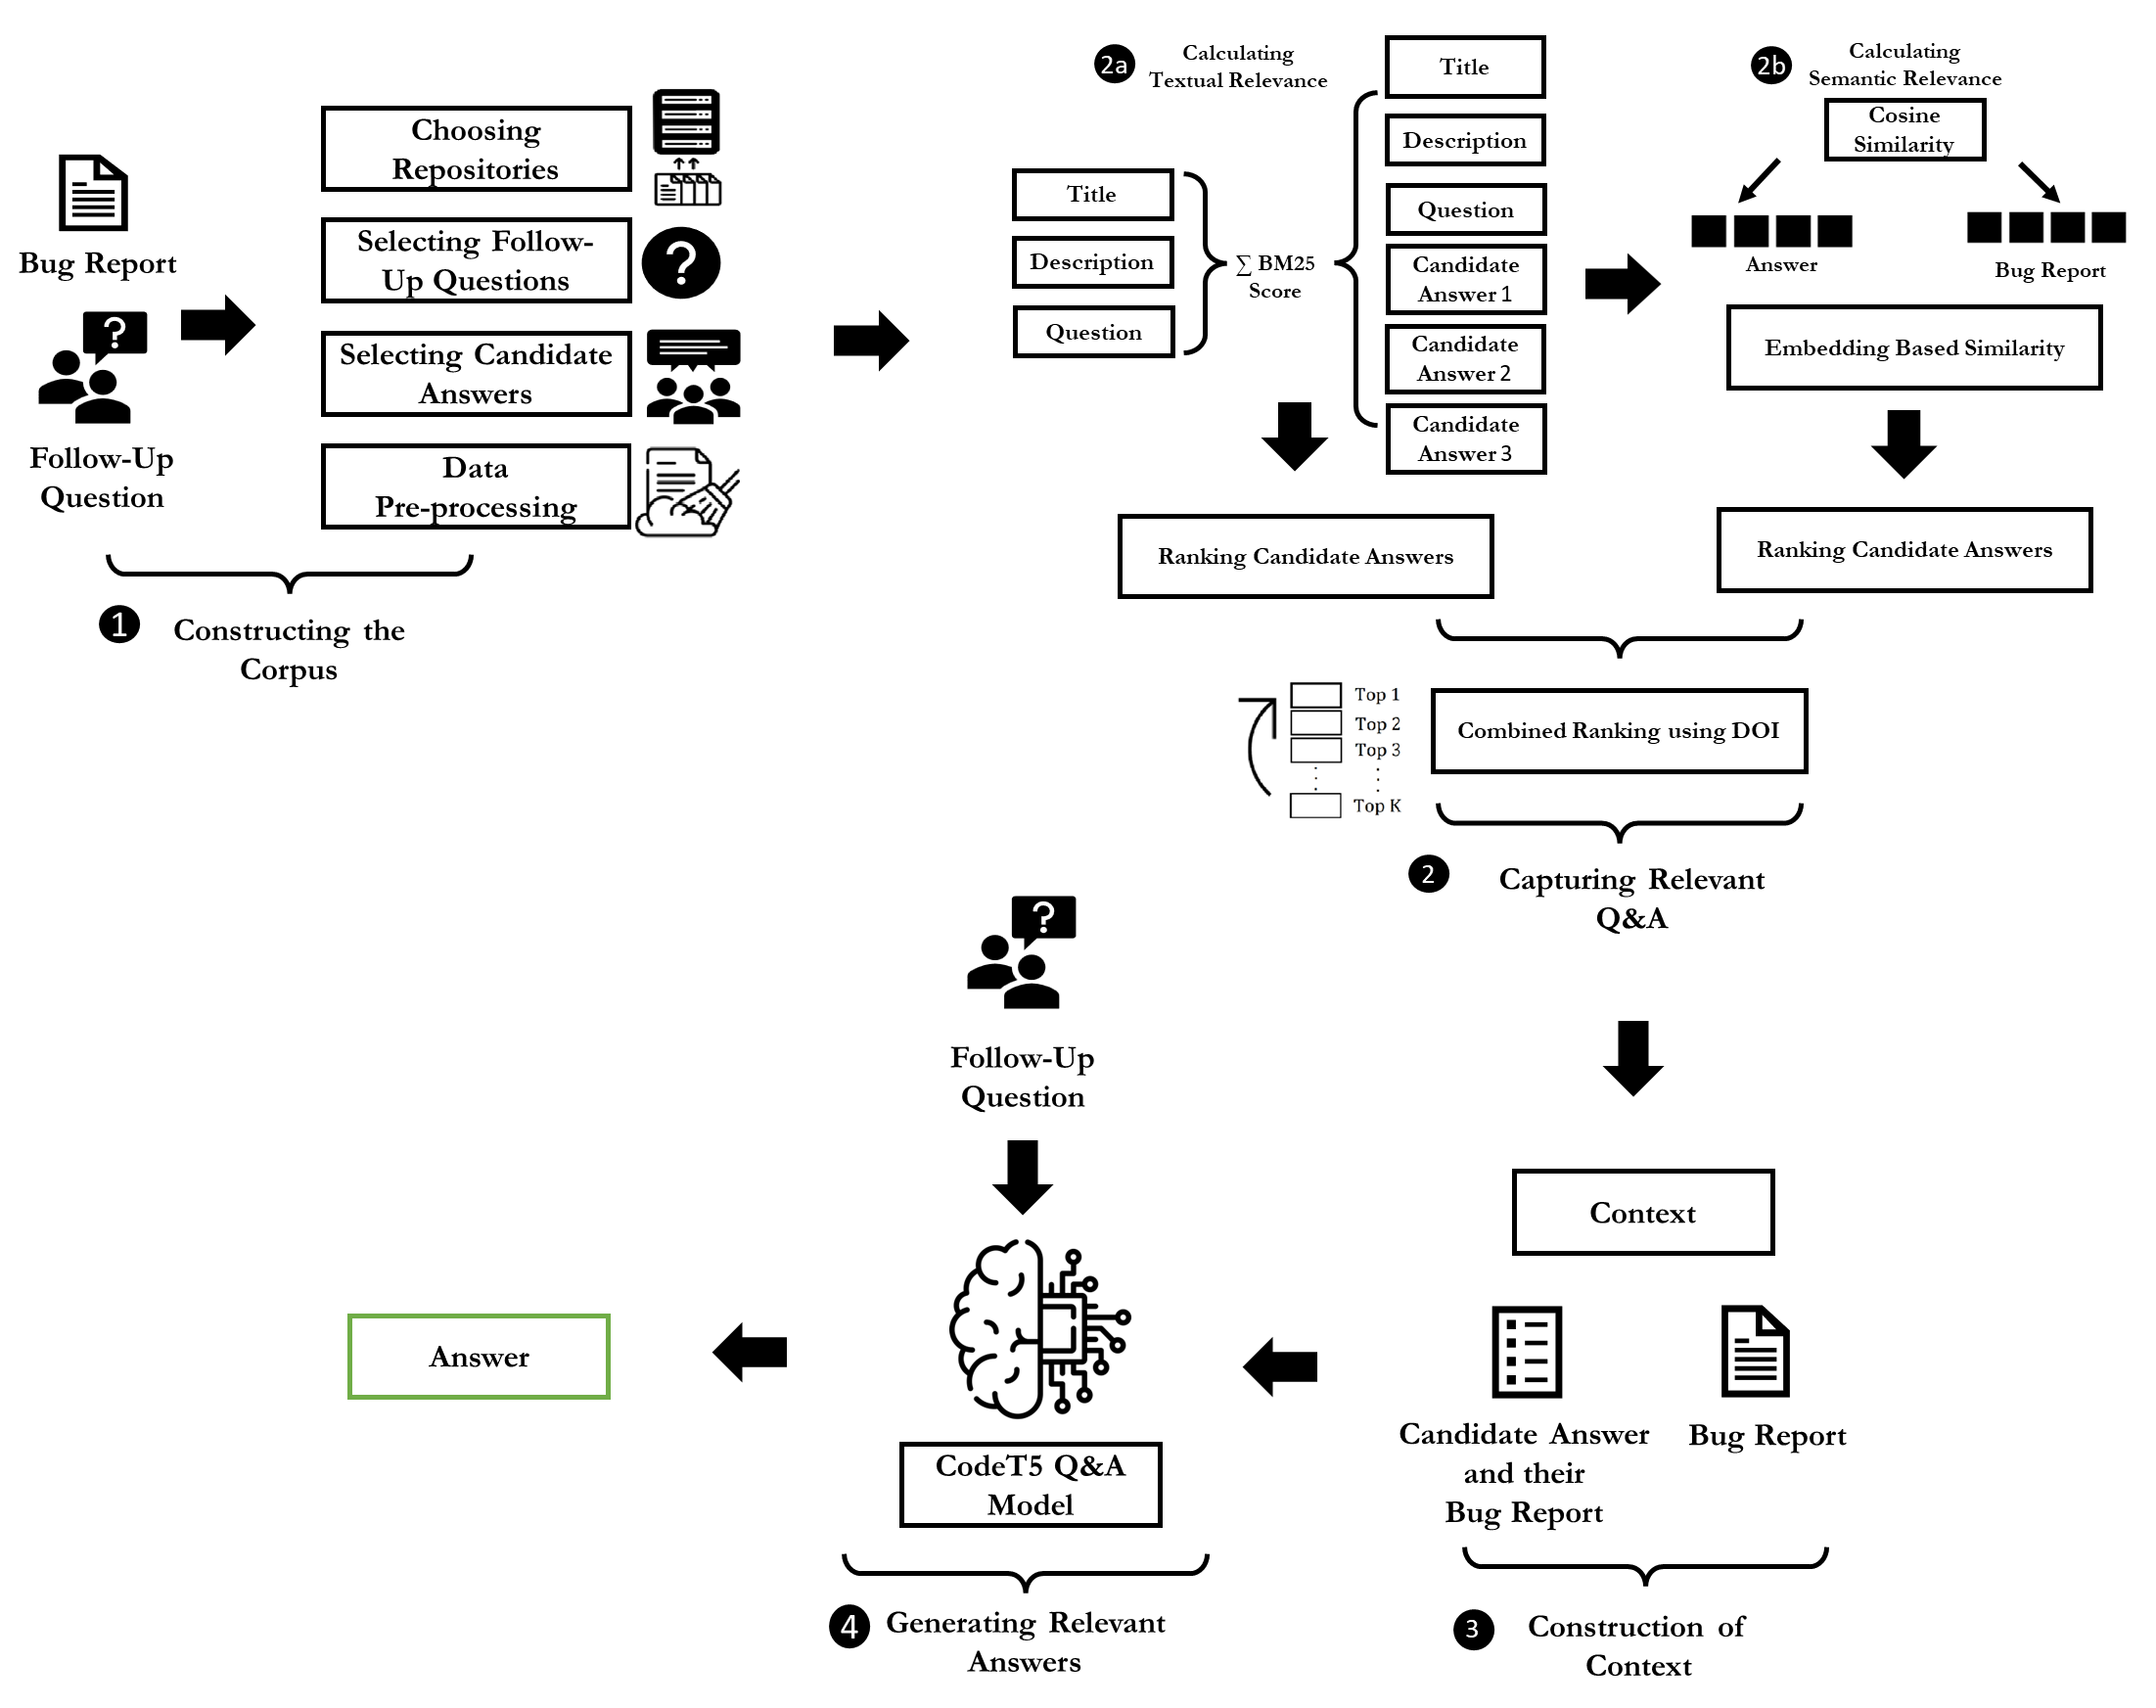 Bug Report
?
Follow-Up
Question
Choosing
Repositories
Selecting Follow-
Up Questions
?
Selecting Candidate
Answers
Data
Pre-processing
1
Constructing the
Corpus
2a
Calculating
Textual Relevance
Title
Description
Question
∑ BM25
Score
Title
Description
Question
Candidate
Answer 1
Candidate
Answer 2
Candidate
Answer 3
Ranking Candidate Answers
2b
Calculating
Semantic Relevance
Cosine
Similarity
Answer
Bug Report
Embedding Based Similarity
Ranking Candidate Answers
Top 1
Top 2
Top 3
Top K
Combined Ranking using DOI
2
Capturing Relevant
Q&A
Context
Candidate Answer
and their
Bug Report
Bug Report
3
Construction of
Context
?
Follow-Up
Question
CodeT5 Q&A
Model
4
Generating Relevant
Answers
Answer